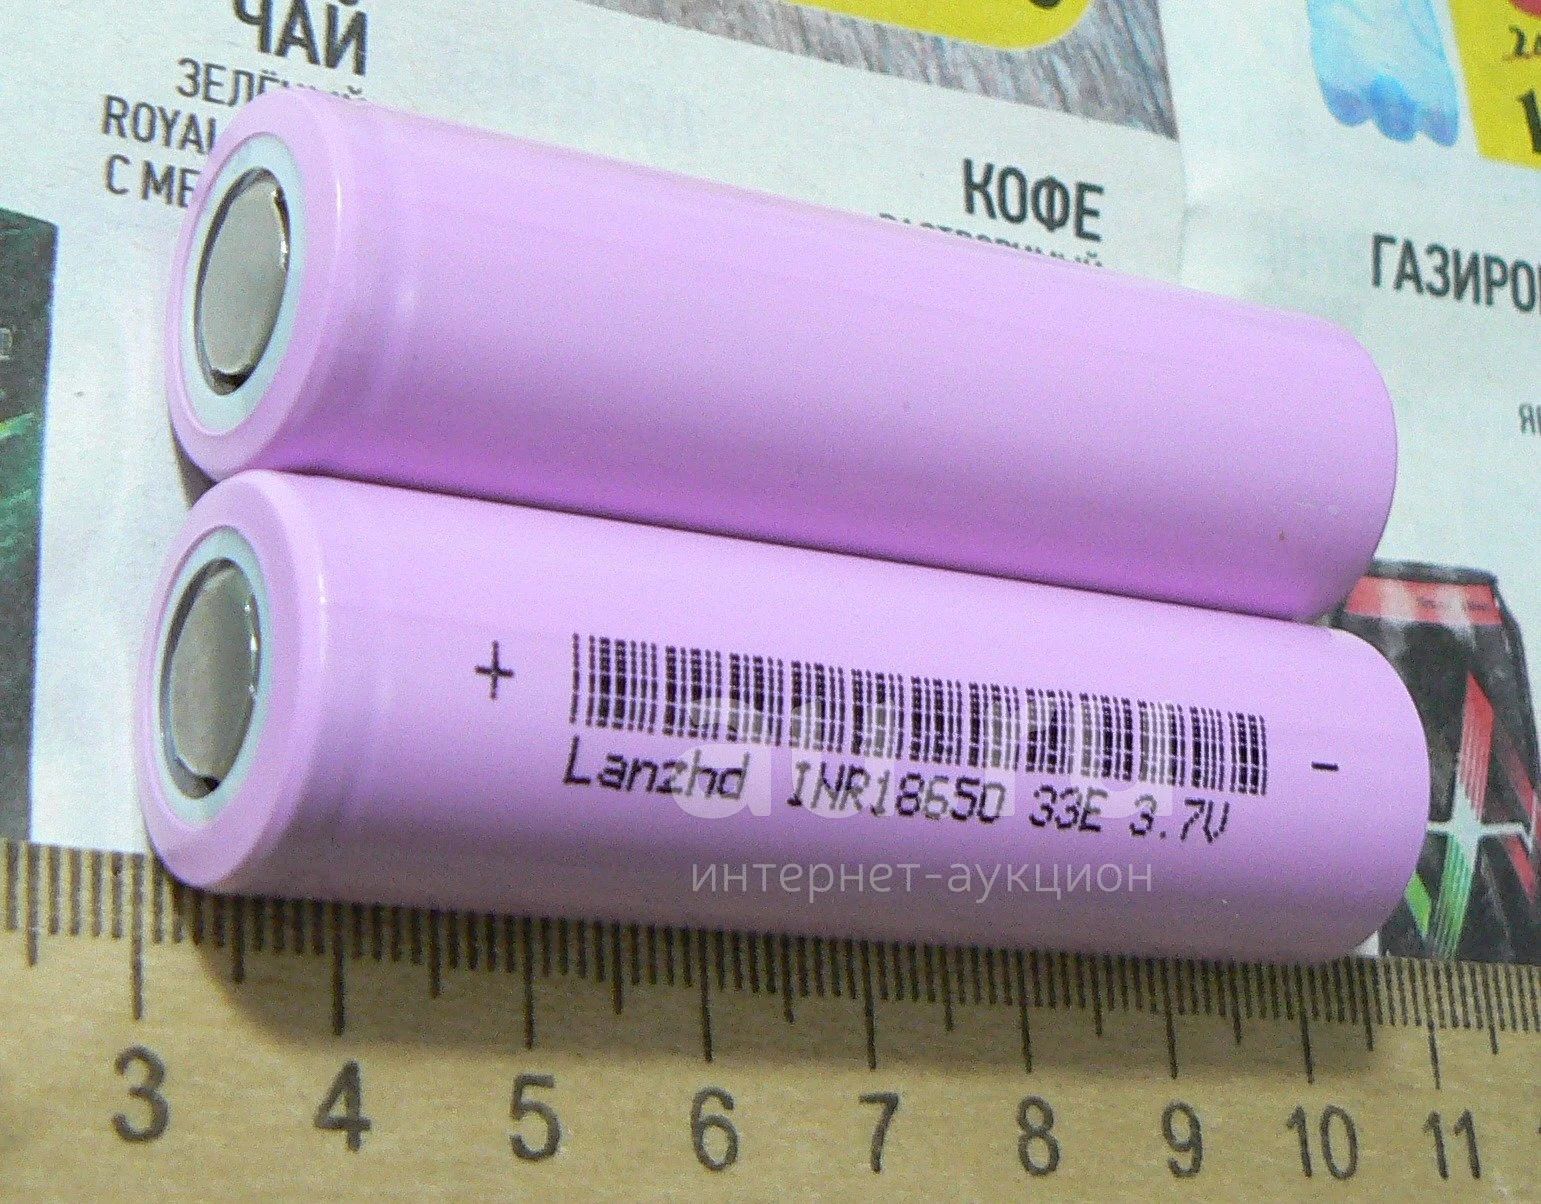 ЧАЙ
ЗЕЛЁНЫЙ
ROYAL
С МЕ
КОФЕ
ГАЗИРО
+
-
Lanzhd INR18650 33E 3.7V
интернет-аукцион
3 4 5 6 7 8 9 10 11